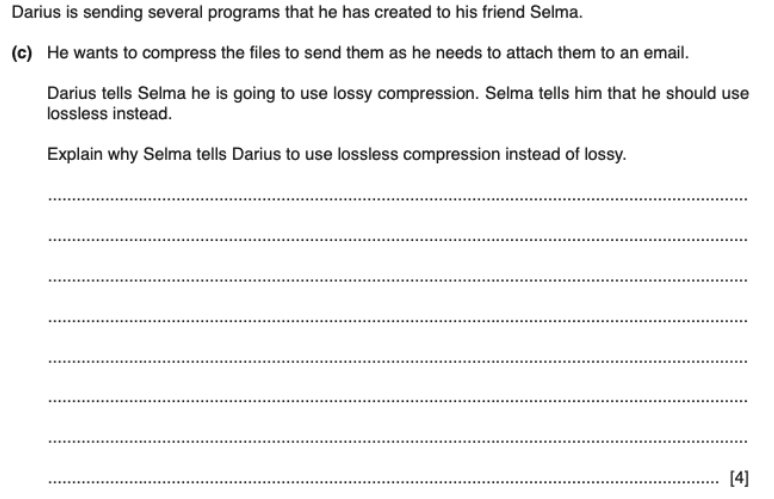 Darius is sending several programs that he has created to his friend Selma.
(c) He wants to compress the files to send them as he needs to attach them to an email.
Darius tells Selma he is going to use lossy compression. Selma tells him that he should use
lossless instead.
Explain why Selma tells Darius to use lossless compression instead of lossy.
[4]